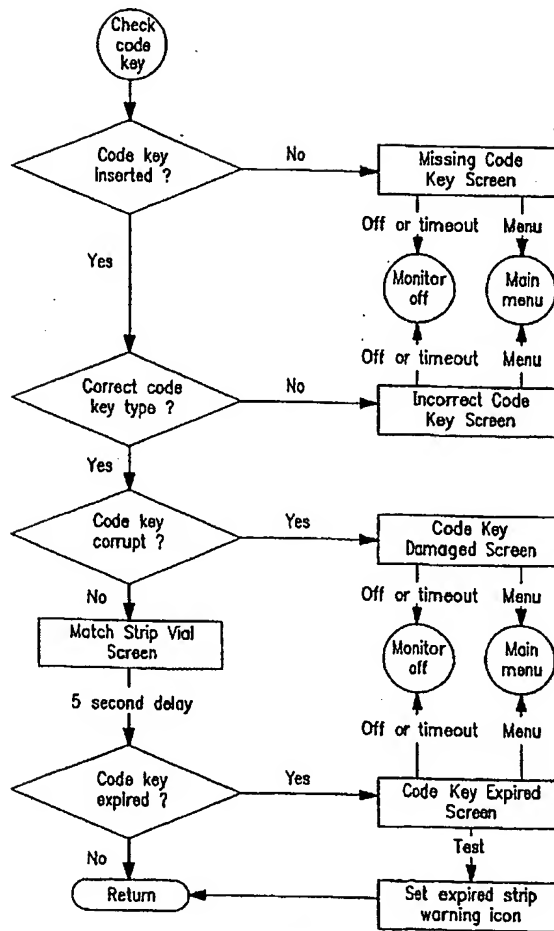 Check
code
key
Code key
Inserted ?
No
Missing Code
Key Screen
Off or timeout
Menu
Yes
Monitor
off
Main
menu
Off or timeout
Menu
Correct code
key type ?
No
Incorrect Code
Key Screen
Yes
Code key
corrupt ?
Yes
Code Key
Damaged Screen
No
Off or timeout
Menu
Match Strip Vial
Screen
Monitor
off
Main
menu
5 second delay
Off or timeout
Menu
Code key
expired ?
Yes
Code Key Expired
Screen
No
Test
Return
Set expired strip
warning icon